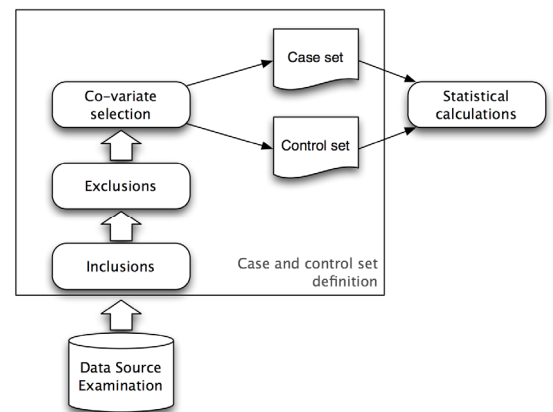 Case set
Co-variate
selection
Statistical
calculations
Control set
Exclusions
Inclusions
Case and control set
definition
Data Source
Examination